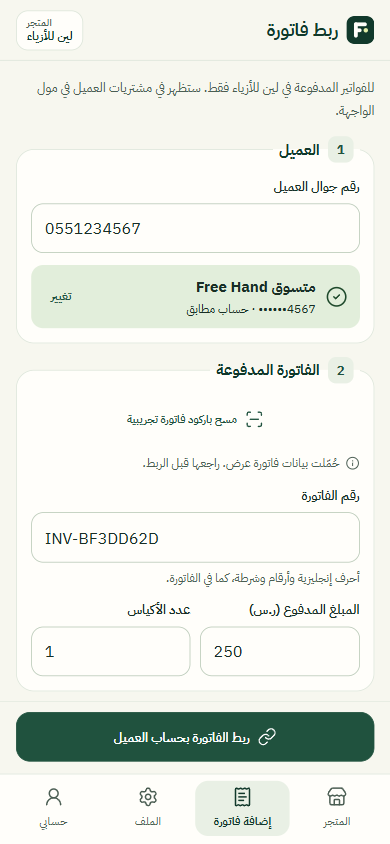 ربط فاتورة
المتجر
لين للأزياء
للفواتير المدفوعة في لين للأزياء فقط. ستظهر في مشتريات العميل في مول
الواجهة.
1 العميل
رقم جوال العميل
0551234567
متسوق Free Hand
••••••4567 · حساب مطابق
تغيير
2 الفاتورة المدفوعة
مسح باركود فاتورة تجريبية
حُمّلت بيانات فاتورة عرض. راجعها قبل الربط.
رقم الفاتورة
INV-BF3DD62D
أحرف إنجليزية وأرقام وشرطة، كما في الفاتورة.
المبلغ المدفوع (ر.س)
250
عدد الأكياس
1
ربط الفاتورة بحساب العميل
المتجر
إضافة فاتورة
الملف
حسابي